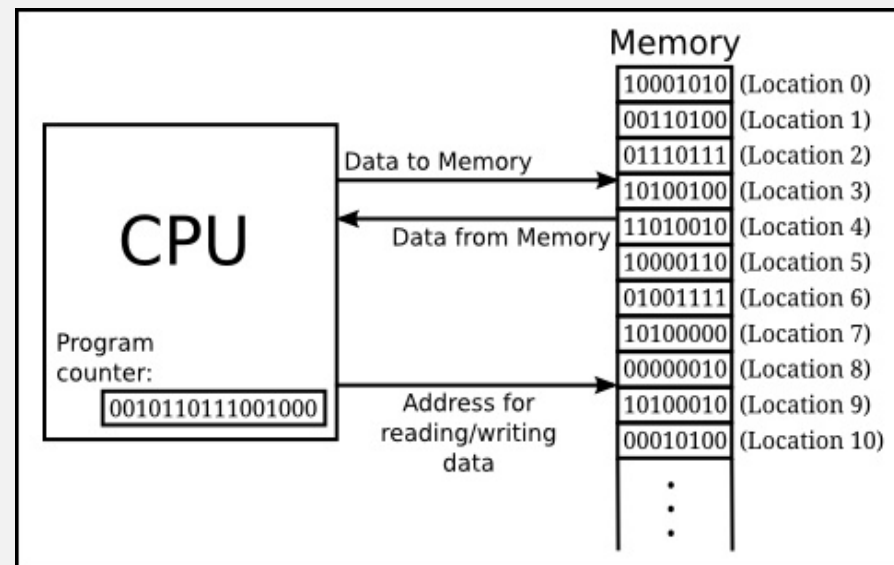 Memory
10001010 (Location 0)
00110100 (Location 1)
01110111 (Location 2)
10100100 (Location 3)
11010010 (Location 4)
10000110 (Location 5)
01001111 (Location 6)
10100000 (Location 7)
00000010 (Location 8)
10100010 (Location 9)
00010100 (Location 10)
CPU
Program
counter:
0010110111001000
Data to Memory
Data from Memory
Address for
reading/writing
data